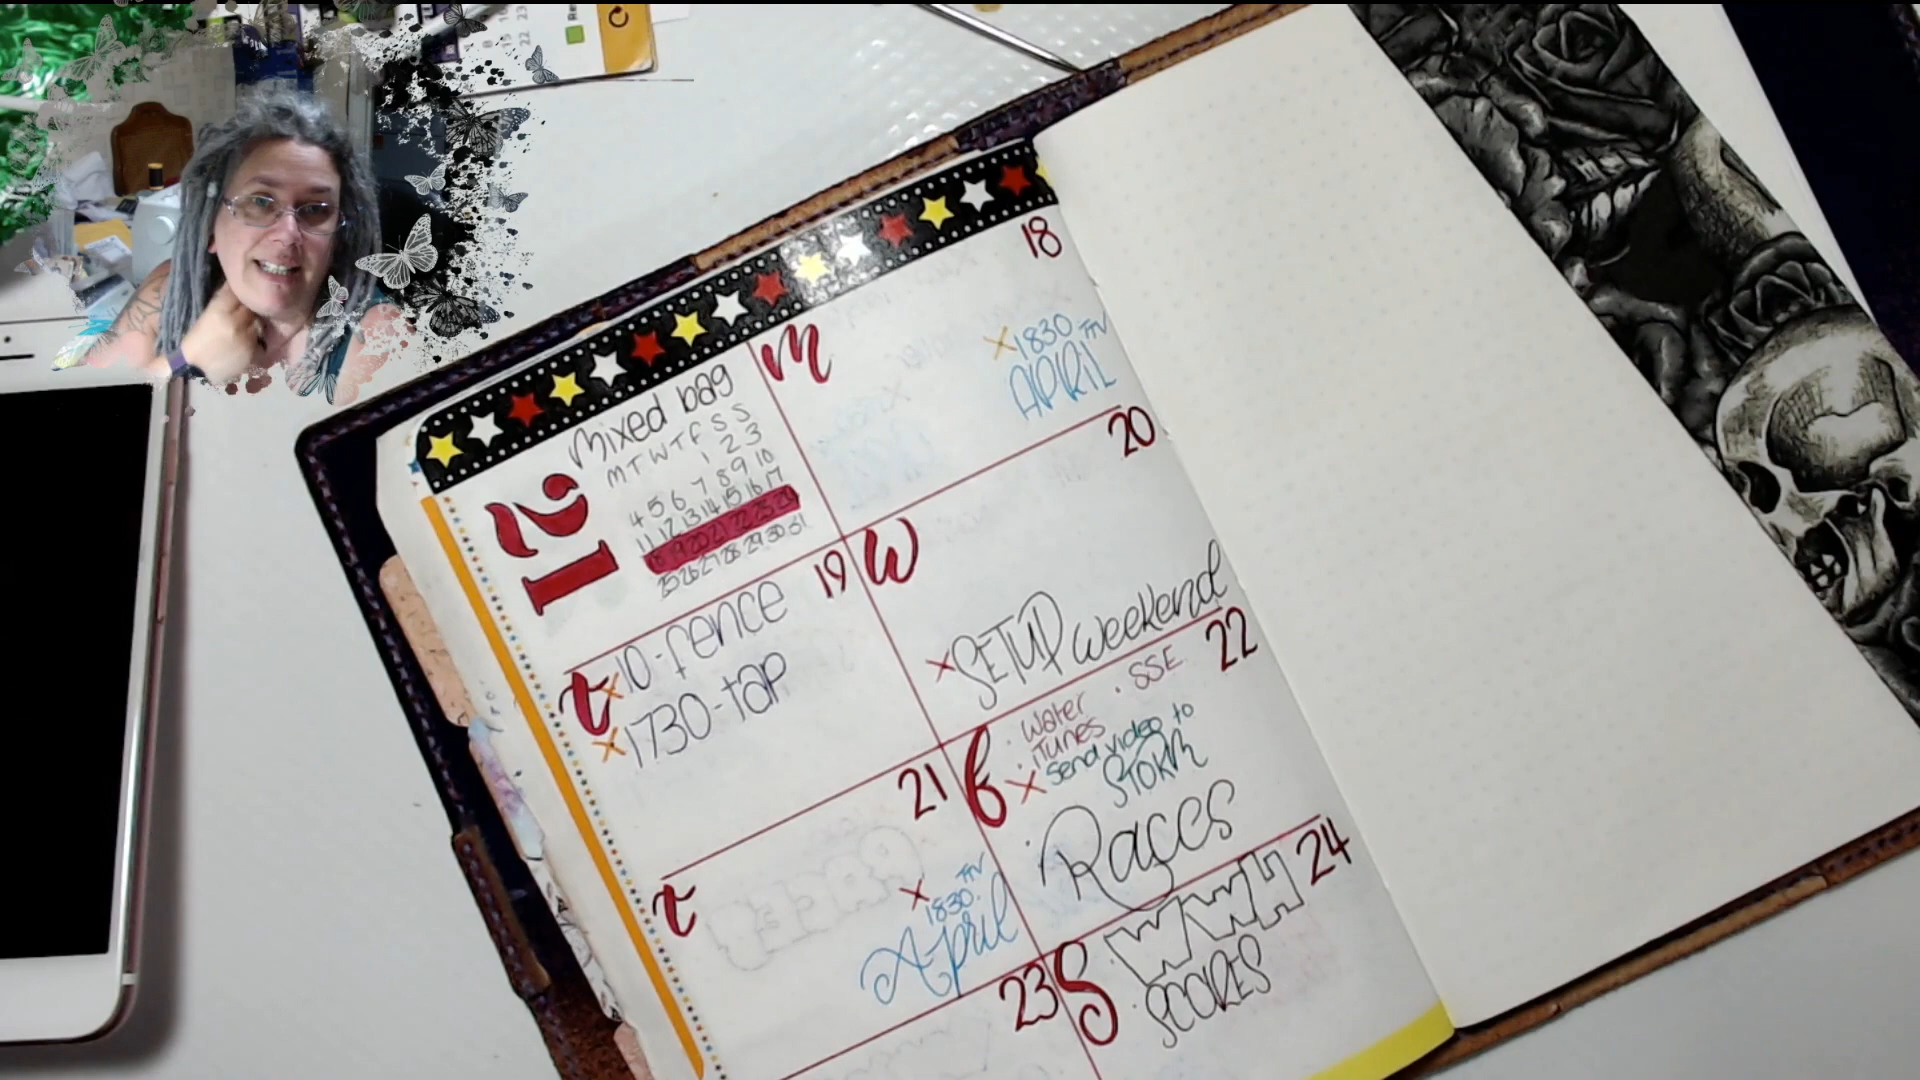 Mixed bag
M T W T F S S
1 2 3
4 5 6 7 8 9 10
11 12 13 14 15 16 17
18 19 20 21 22 23 24
25 26 27 28 29 30 31
12
M
18
X 1830 TTV
APRIL
t
19
X 10-fence
X 1730-tap
W
20
X SETUP weekend
t
21
X 1830. TTV
April
f
22
· Water · SSE
· iTunes
X Send video to
STORM
· Races
23
S
24
· WWH
· SCORES